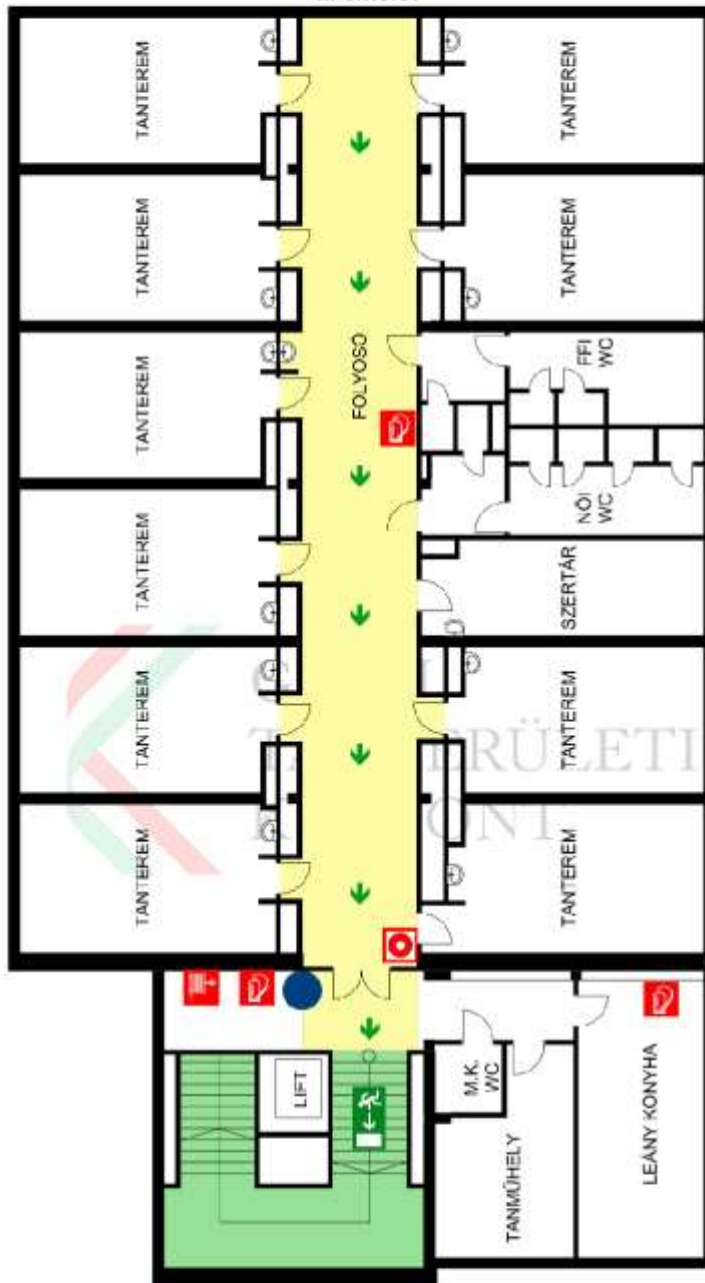 TANTEREM
TANTEREM
TANTEREM
TANTEREM
FOLYOSO
TANTEREM
FFI
WC
TANTEREM
NŐI
WC
SZERTÁR
TANTEREM
TANTEREM
TERÜLETI
TANTEREM
TANTEREM
LIFT
M.K.
WC
TANMŰHELY
LEÁNY KONYHA